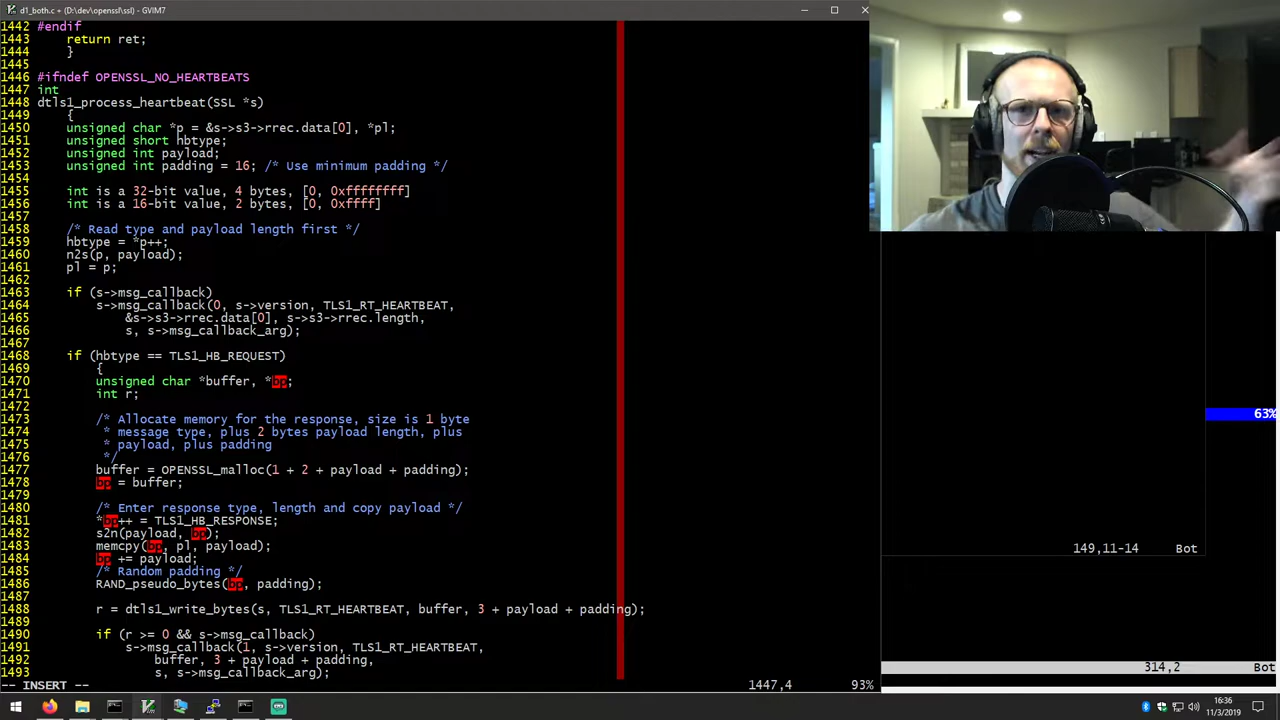 d1_both.c + (D:\dev\openssl\ssl) - GVIM7
1442 #endif
1443     return ret;
1444     }
1445
1446 #ifndef OPENSSL_NO_HEARTBEATS
1447 int
1448 dtls1_process_heartbeat(SSL *s)
1449     {
1450     unsigned char *p = &s->s3->rrec.data[0], *pl;
1451     unsigned short hbtype;
1452     unsigned int payload;
1453     unsigned int padding = 16; /* Use minimum padding */
1454
1455     int is a 32-bit value, 4 bytes, [0, 0xffffffff]
1456     int is a 16-bit value, 2 bytes, [0, 0xffff]
1457
1458     /* Read type and payload length first */
1459     hbtype = *p++;
1460     n2s(p, payload);
1461     pl = p;
1462
1463     if (s->msg_callback)
1464         s->msg_callback(0, s->version, TLS1_RT_HEARTBEAT,
1465             &s->s3->rrec.data[0], s->s3->rrec.length,
1466             s, s->msg_callback_arg);
1467
1468     if (hbtype == TLS1_HB_REQUEST)
1469         {
1470         unsigned char *buffer, *bp;
1471         int r;
1472
1473         /* Allocate memory for the response, size is 1 byte
1474          * message type, plus 2 bytes payload length, plus
1475          * payload, plus padding
1476          */
1477         buffer = OPENSSL_malloc(1 + 2 + payload + padding);
1478         bp = buffer;
1479
1480         /* Enter response type, length and copy payload */
1481         *bp++ = TLS1_HB_RESPONSE;
1482         s2n(payload, bp);
1483         memcpy(bp, pl, payload);
1484         bp += payload;
1485         /* Random padding */
1486         RAND_pseudo_bytes(bp, padding);
1487
1488         r = dtls1_write_bytes(s, TLS1_RT_HEARTBEAT, buffer, 3 + payload + padding);
1489
1490         if (r >= 0 && s->msg_callback)
1491             s->msg_callback(1, s->version, TLS1_RT_HEARTBEAT,
1492                 buffer, 3 + payload + padding,
1493                 s, s->msg_callback_arg);
-- INSERT -- 1447,4 93%
63%
149,11-14 Bot
314,2 Bot
16:36
11/3/2019